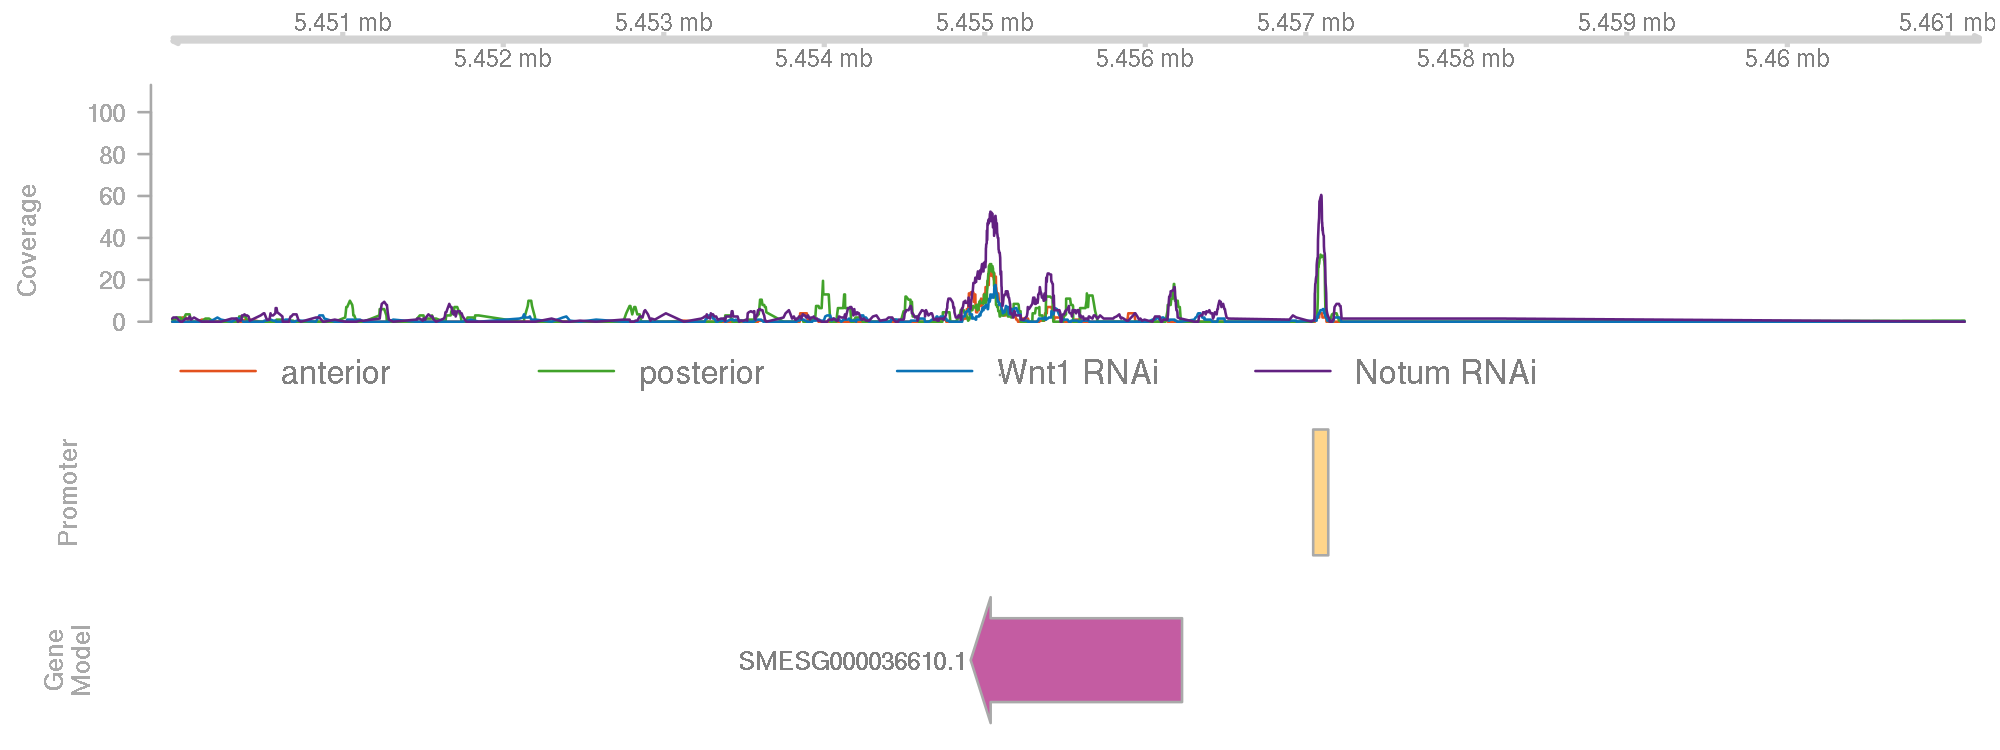 5.451 mb 5.453 mb 5.455 mb 5.457 mb 5.459 mb 5.461 mb
5.452 mb 5.454 mb 5.456 mb 5.458 mb 5.46 mb
Coverage
100
80
60
40
20
0
anterior posterior Wnt1 RNAi Notum RNAi
Promoter
Gene
Model
SMESG000036610.1